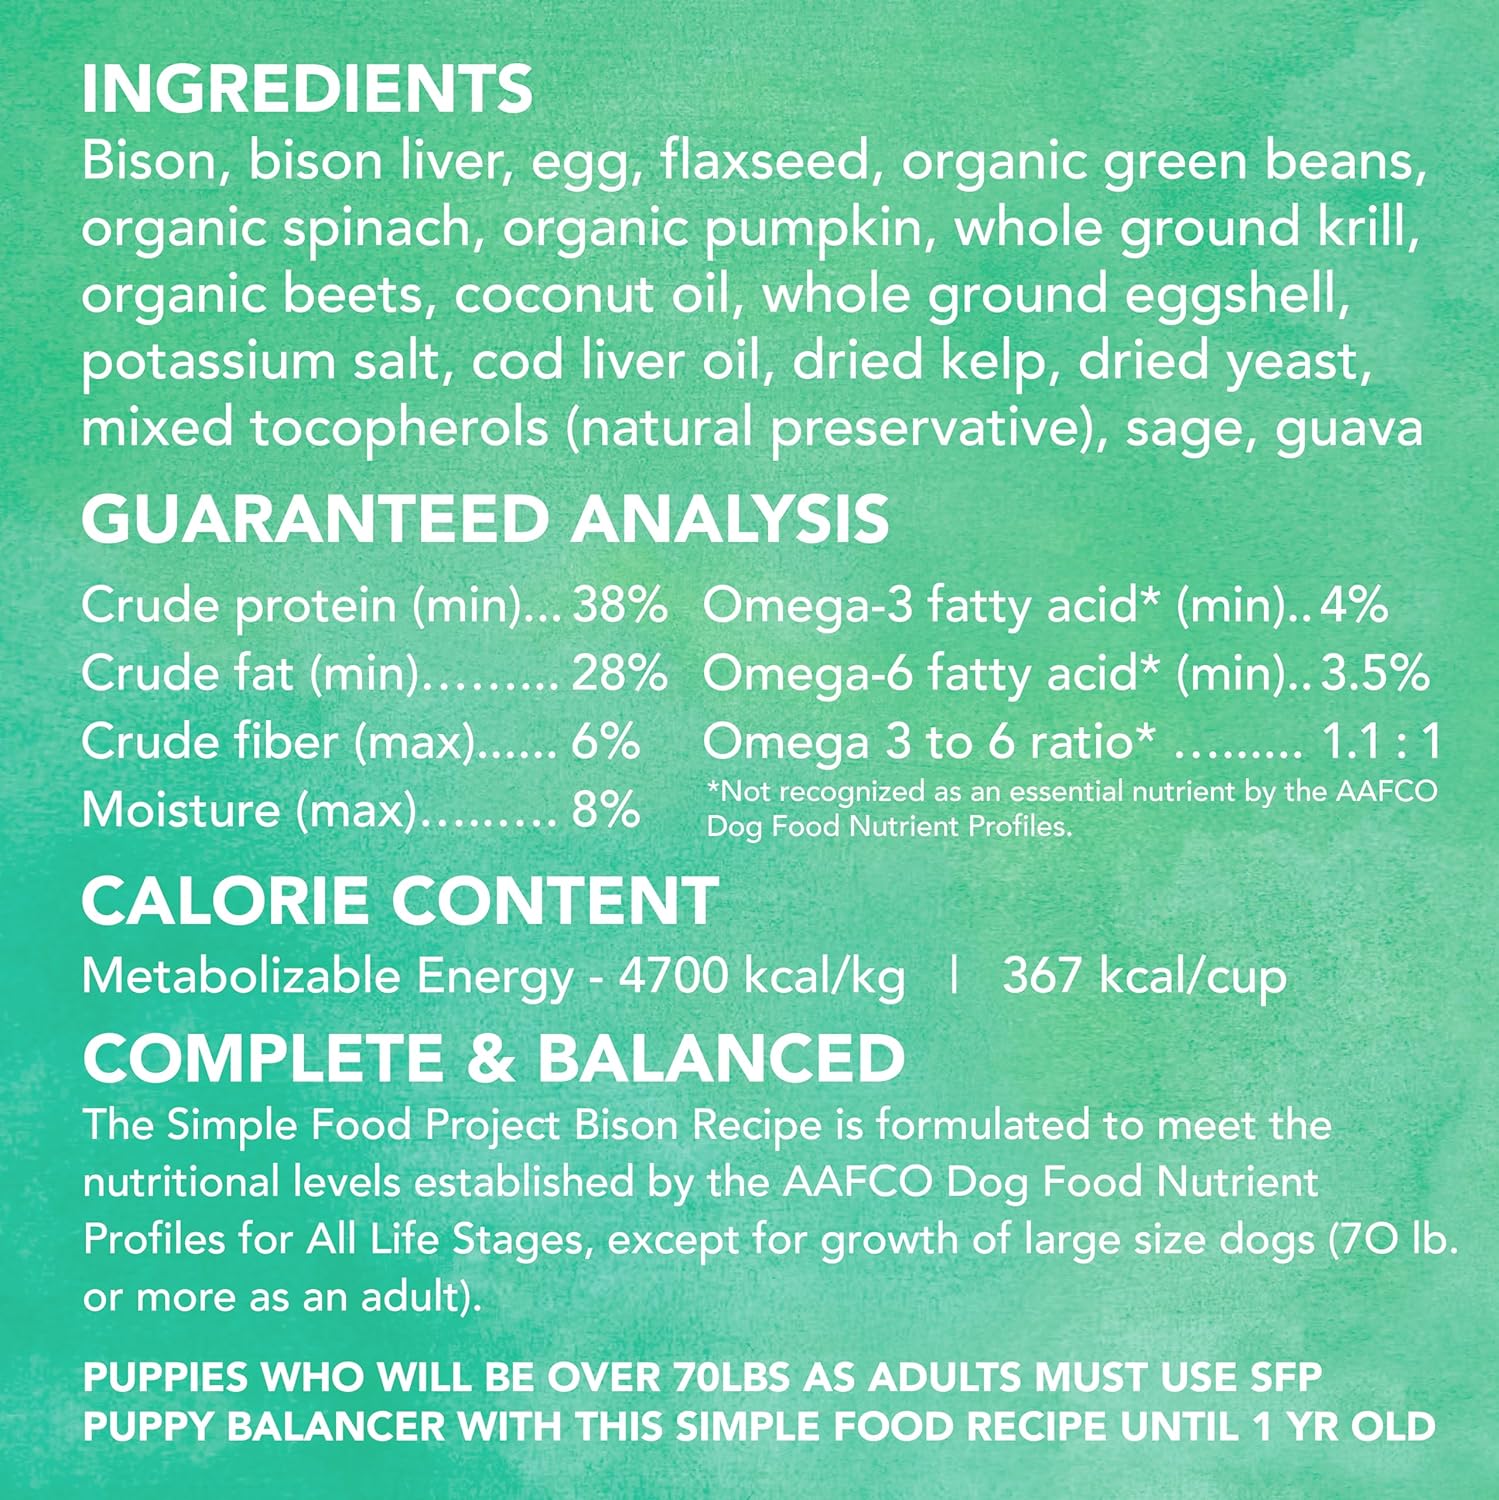 INGREDIENTS
Bison, bison liver, egg, flaxseed, organic green beans,
organic spinach, organic pumpkin, whole ground krill,
organic beets, coconut oil, whole ground eggshell,
potassium salt, cod liver oil, dried kelp, dried yeast,
mixed tocopherols (natural preservative), sage, guava
GUARANTEED ANALYSIS
Crude protein (min)... 38%
Crude fat (min)......... 28%
Crude fiber (max)...... 6%
Moisture (max).......... 8%
Omega-3 fatty acid* (min).. 4%
Omega-6 fatty acid* (min).. 3.5%
Omega 3 to 6 ratio* ......... 1.1 : 1
*Not recognized as an essential nutrient by the AAFCO
Dog Food Nutrient Profiles.
CALORIE CONTENT
Metabolizable Energy - 4700 kcal/kg | 367 kcal/cup
COMPLETE & BALANCED
The Simple Food Project Bison Recipe is formulated to meet the
nutritional levels established by the AAFCO Dog Food Nutrient
Profiles for All Life Stages, except for growth of large size dogs (7O lb.
or more as an adult).
PUPPIES WHO WILL BE OVER 70LBS AS ADULTS MUST USE SFP
PUPPY BALANCER WITH THIS SIMPLE FOOD RECIPE UNTIL 1 YR OLD